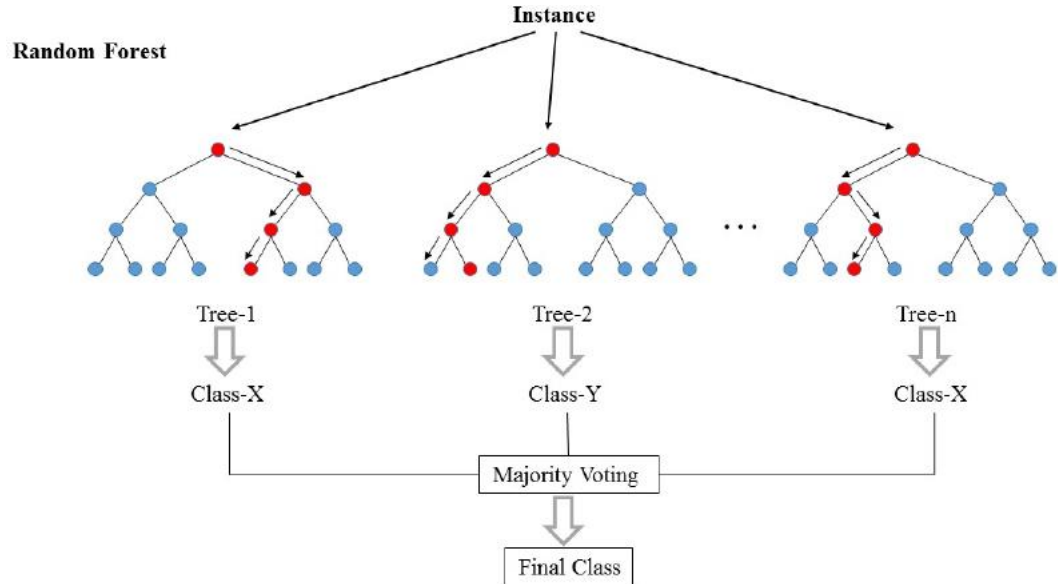 Instance
Random Forest
...
Tree-1 Tree-2 Tree-n
Class-X Class-Y Class-X
Majority Voting
Final Class